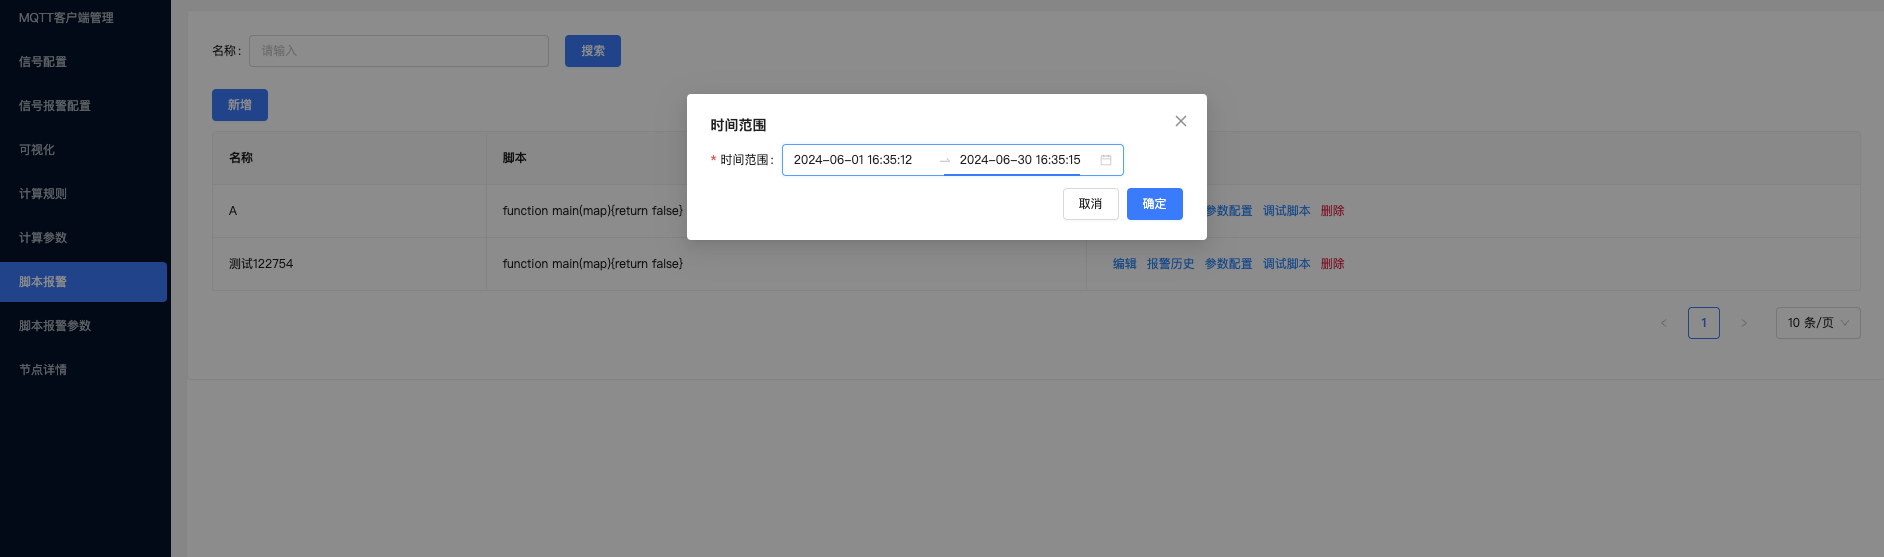 MQTT客户端管理
信号配置
信号报警配置
可视化
计算规则
计算参数
脚本报警
脚本报警参数
节点详情
名称: 请输入 搜索
新增
名称 脚本
A function main(map){return false} 参数配置 调试脚本 删除
测试122754 function main(map){return false} 编辑 报警历史 参数配置 调试脚本 删除
1 10 条/页
时间范围
* 时间范围: 2024-06-01 16:35:12 → 2024-06-30 16:35:15
取消 确定